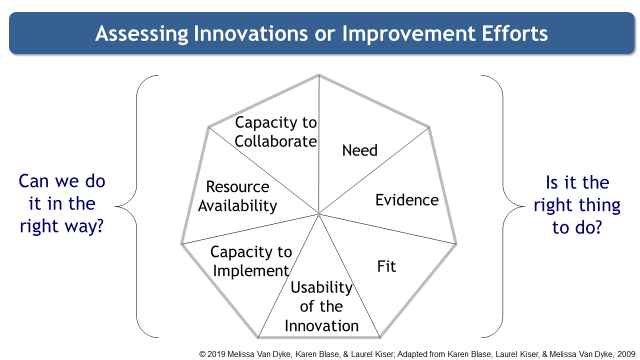 Assessing Innovations or Improvement Efforts
Can we do
it in the
right way?
Capacity to
Collaborate
Need
Resource
Availability
Evidence
Capacity to
Implement
Fit
Usability
of the
Innovation
Is it the
right thing
to do?
© 2019 Melissa Van Dyke, Karen Blase, & Laurel Kiser; Adapted from Karen Blase, Laurel Kiser, & Melissa Van Dyke, 2009.